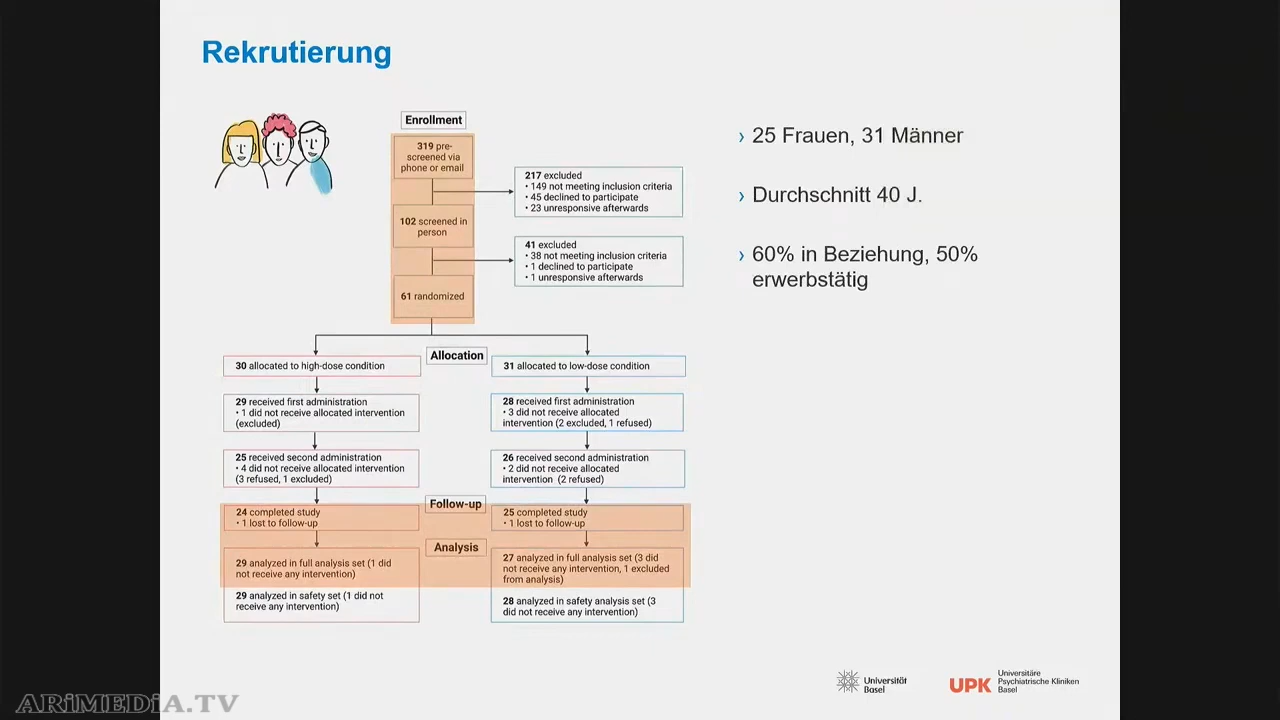 Rekrutierung
Enrollment
319 pre-
screened via
phone or email
217 excluded
• 149 not meeting inclusion criteria
• 45 declined to participate
• 23 unresponsive afterwards
102 screened in
person
41 excluded
• 38 not meeting inclusion criteria
• 1 declined to participate
• 1 unresponsive afterwards
61 randomized
Allocation
30 allocated to high-dose condition
31 allocated to low-dose condition
29 received first administration
• 1 did not receive allocated intervention
(excluded)
28 received first administration
• 3 did not receive allocated
intervention (2 excluded, 1 refused)
25 received second administration
• 4 did not receive allocated intervention
(3 refused, 1 excluded)
26 received second administration
• 2 did not receive allocated
intervention (2 refused)
Follow-up
24 completed study
• 1 lost to follow-up
25 completed study
• 1 lost to follow-up
Analysis
29 analyzed in full analysis set (1 did
not receive any intervention)
29 analyzed in safety set (1 did not
receive any intervention)
27 analyzed in full analysis set (3 did
not receive any intervention, 1 excluded
from analysis)
28 analyzed in safety analysis set (3
did not receive any intervention)
› 25 Frauen, 31 Männer
› Durchschnitt 40 J.
› 60% in Beziehung, 50%
erwerbstätig
Universität
Basel
UPK
Universitäre
Psychiatrische Kliniken
Basel
ARiMEDiA.TV